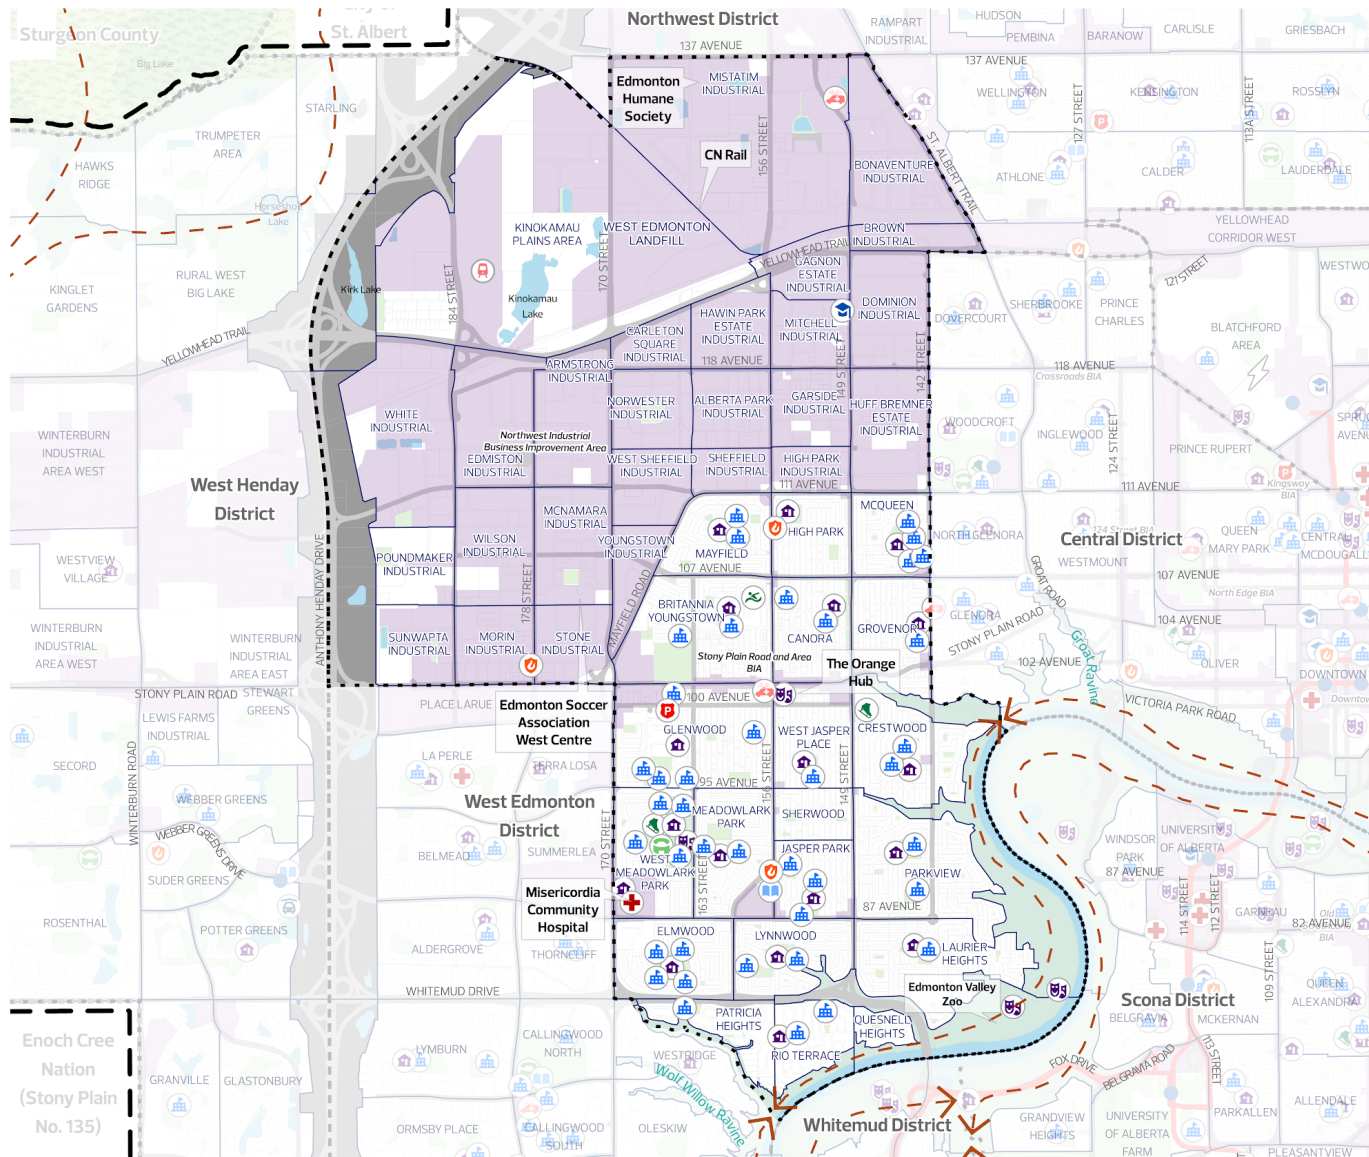 Northwest District
Sturgeon County
City of
St. Albert
Big Lake
137 AVENUE
RAMPART
INDUSTRIAL
HUDSON
PEMBINA
BARANOW
CARLISLE
GRIESBACH
137 AVENUE
STARLING
TRUMPETER
AREA
HAWKS
RIDGE
Horseshoe
Lake
Edmonton
Humane
Society
MISTATIM
INDUSTRIAL
156 STREET
CN Rail
BONAVENTURE
INDUSTRIAL
ST. ALBERT TRAIL
WELLINGTON
127 STREET
KENSINGTON
113A STREET
ROSSLYN
ATHLONE
CALDER
LAUDERDALE
YELLOWHEAD
CORRIDOR WEST
KINOKAMAU
PLAINS AREA
170 STREET
WEST EDMONTON
LANDFILL
BROWN
INDUSTRIAL
YELLOWHEAD TRAIL
GAGNON
ESTATE
INDUSTRIAL
RURAL WEST
BIG LAKE
KINGLET
GARDENS
Kirk Lake
184 STREET
Kinokamau
Lake
DOMINION
INDUSTRIAL
DOVERCOURT
SHERBROOKE
PRINCE
CHARLES
127 STREET
WESTWO
YELLOWHEAD TRAIL
CARLETON
SQUARE
INDUSTRIAL
HAWIN PARK
ESTATE
INDUSTRIAL
MITCHELL
INDUSTRIAL
BLATCHFORD
AREA
118 AVENUE
149 STREET
142 STREET
118 AVENUE
Crossroads BIA
ARMSTRONG
INDUSTRIAL
WHITE
INDUSTRIAL
NORWESTER
INDUSTRIAL
ALBERTA PARK
INDUSTRIAL
GARSIDE
INDUSTRIAL
HUFF BREMNER
ESTATE
INDUSTRIAL
WOODCROFT
INGLEWOOD
124 STREET
PRINCE RUPERT
SPRUC
AVENU
WINTERBURN
INDUSTRIAL
AREA WEST
Northwest Industrial
Business Improvement Area
EDMISTON
INDUSTRIAL
WEST SHEFFIELD
INDUSTRIAL
SHEFFIELD
INDUSTRIAL
HIGH PARK
INDUSTRIAL
111 AVENUE
111 AVENUE
Kingsway
BIA
West Henday
District
MCNAMARA
INDUSTRIAL
MCQUEEN
HIGH PARK
NORTH GLENORA
124 Street BIA
QUEEN
MARY PARK
CENTRAL
MCDOUGALL
Central District
WESTMOUNT
WILSON
INDUSTRIAL
YOUNGSTOWN
INDUSTRIAL
MAYFIELD
107 AVENUE
107 AVENUE
North Edge BIA
POUNDMAKER
INDUSTRIAL
WESTVIEW
VILLAGE
ANTHONY HENDAY DRIVE
178 STREET
MAYFIELD ROAD
BRITANNIA
YOUNGSTOWN
CANORA
GROVENOR
GLENORA
GROAT ROAD
STONY PLAIN ROAD
104 AVENUE
WINTERBURN
INDUSTRIAL
AREA WEST
WINTERBURN
INDUSTRIAL
AREA EAST
SUNWAPTA
INDUSTRIAL
MORIN
INDUSTRIAL
STONE
INDUSTRIAL
Stony Plain Road and Area
BIA
The Orange
Hub
102 AVENUE
Groat Ravine
OLIVER
DOWNTOWN
Downtow
STONY PLAIN ROAD
STEWART
GREENS
PLACE LARUE
Edmonton Soccer
Association
West Centre
100 AVENUE
VICTORIA PARK ROAD
LEWIS FARMS
INDUSTRIAL
GLENWOOD
WEST JASPER
PLACE
CRESTWOOD
SECORD
WINTERBURN ROAD
LA PERLE
TERRA LOSA
156 STREET
149 STREET
95 AVENUE
WEBBER GREENS
WEBBER GREENS DRIVE
West Edmonton
District
170 STREET
MEADOWLARK
PARK
SHERWOOD
BELMEAD
SUMMERLEA
WEST
MEADOWLARK
PARK
163 STREET
JASPER PARK
PARKVIEW
WINDSOR
PARK
UNIVERSITY
OF ALBERTA
87 AVENUE
SUDER GREENS
Misericordia
Community
Hospital
87 AVENUE
114 STREET
112 STREET
GARNEAU
82 AVENUE
BIA
ROSENTHAL
POTTER GREENS
ALDERGROVE
THORNCLIFF
ELMWOOD
LYNNWOOD
LAURIER
HEIGHTS
109 STREET
WHITEMUD DRIVE
Edmonton Valley
Zoo
Scona District
BELGRAVIA
MCKERNAN
QUEEN
ALEXANDRA
Enoch Cree
Nation
(Stony Plain
No. 135)
CALLINGWOOD
NORTH
LYMBURN
PATRICIA
HEIGHTS
QUESNELL
HEIGHTS
RIO TERRACE
WESTRIDGE
Wolf Willow Ravine
FOX DRIVE
BELGRAVIA ROAD
113 STREET
GRANVILLE
GLASTONBURY
ORMSBY PLACE
CALLINGWOOD
SOUTH
OLESKIW
Whitemud District
GRANDVIEW
HEIGHTS
UNIVERSITY
OF ALBERTA
FARM
PARKALLEN
ALLENDALE
PLEASANTVIEW